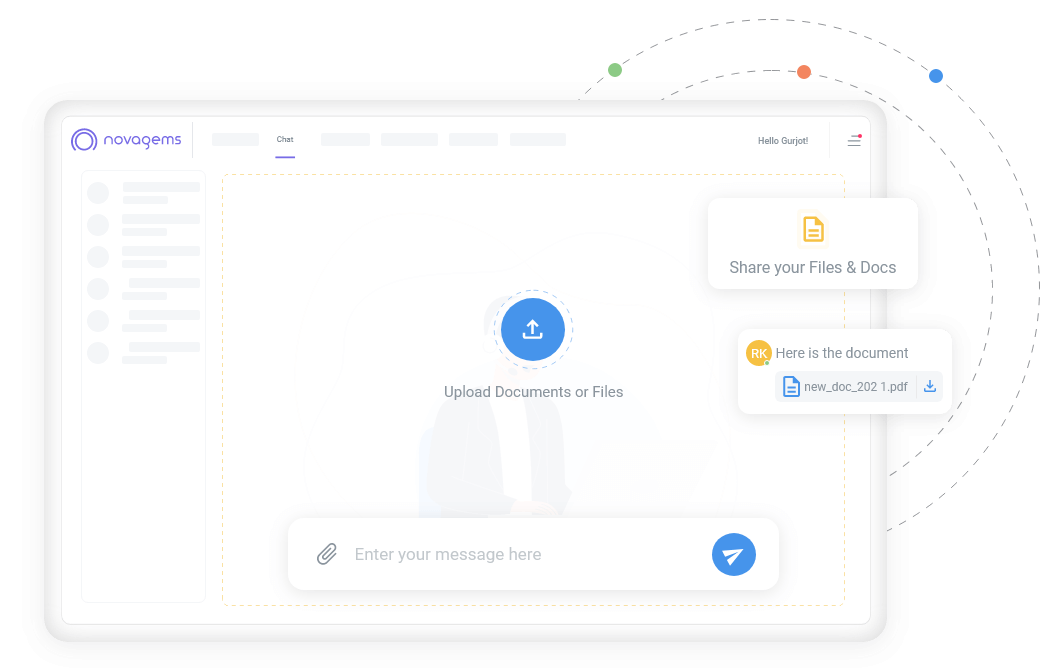 novagems
Chat
Hello Gurjot!
Share your Files & Docs
RK
Here is the document
new_doc_202 1.pdf
Upload Documents or Files
Enter your message here